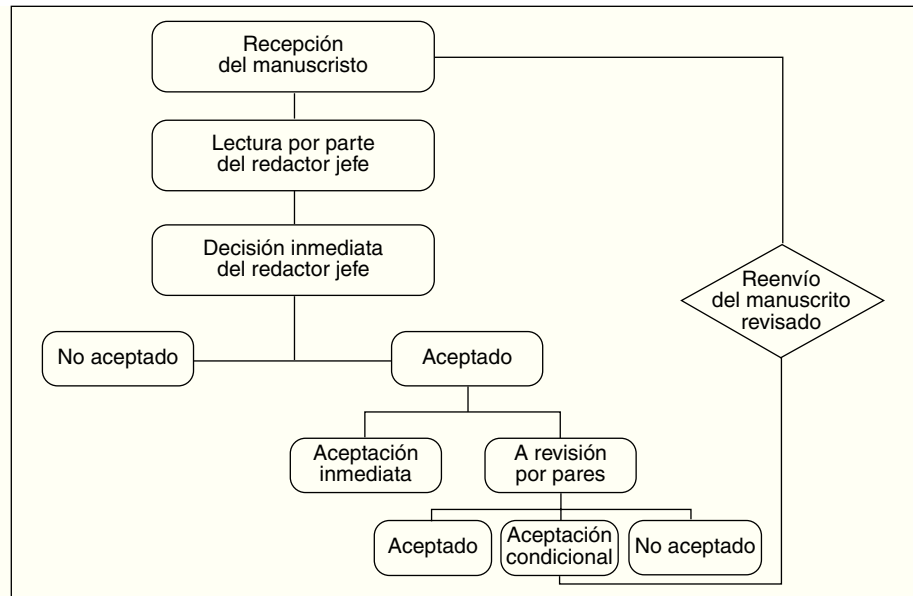 Recepción
del manuscristo
Lectura por parte
del redactor jefe
Decisión inmediata
del redactor jefe
Reenvío
del manuscrito
revisado
No aceptado
Aceptado
Aceptación
inmediata
A revisión
por pares
Aceptado
Aceptación
condicional
No aceptado